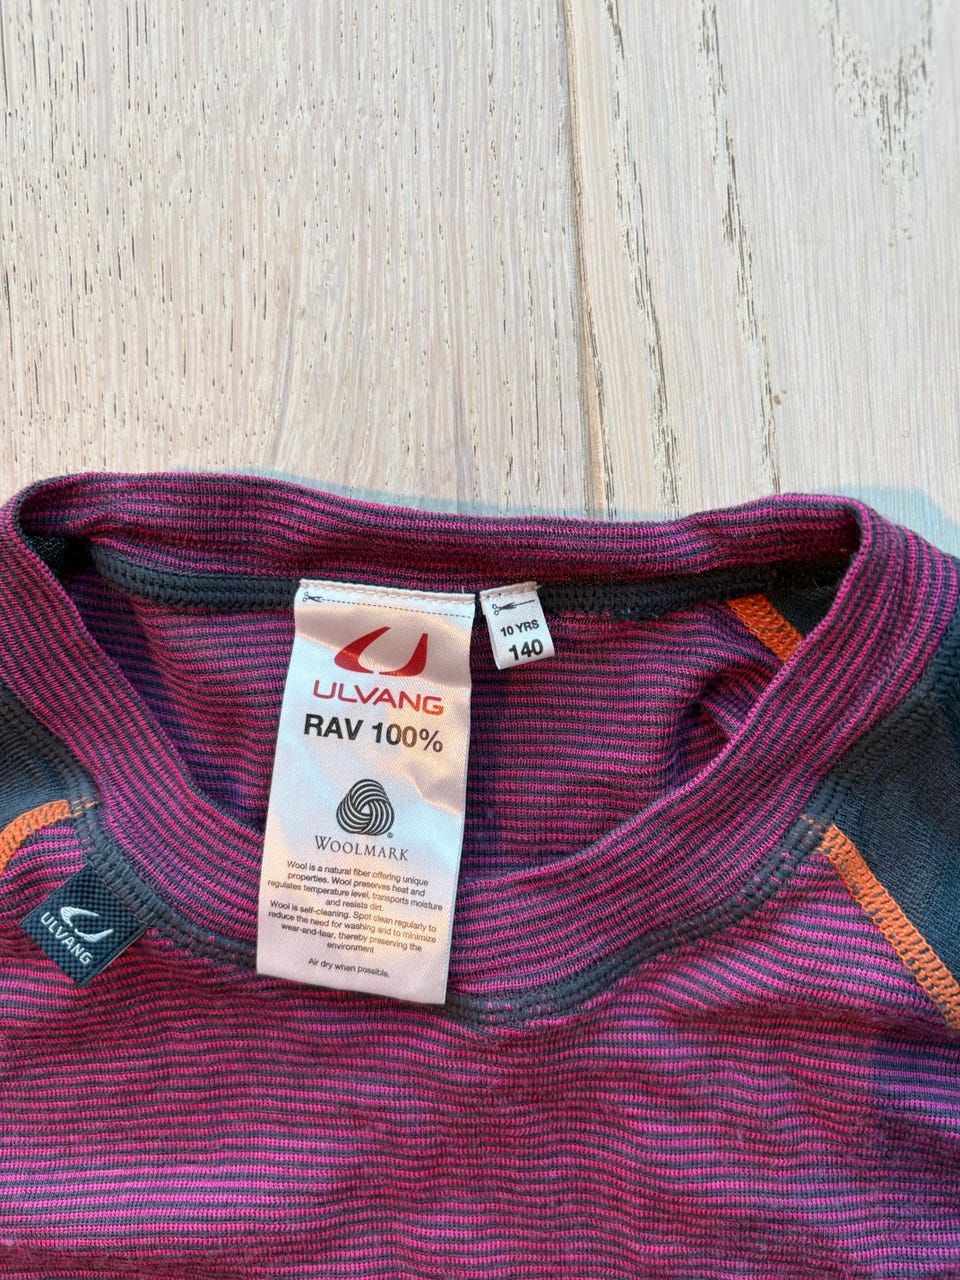 ULVANG
RAV 100%
WOOLMARK
Wool is a natural fiber offering unique
properties. Wool preserves heat and
regulates temperature level, transports moisture
and resists dirt.
Wool is self-cleaning. Spot clean regularly to
reduce the need for washing and to minimize
wear-and-tear, thereby preserving the
environment
Air dry when possible.
10 YRS
140
ULVANG